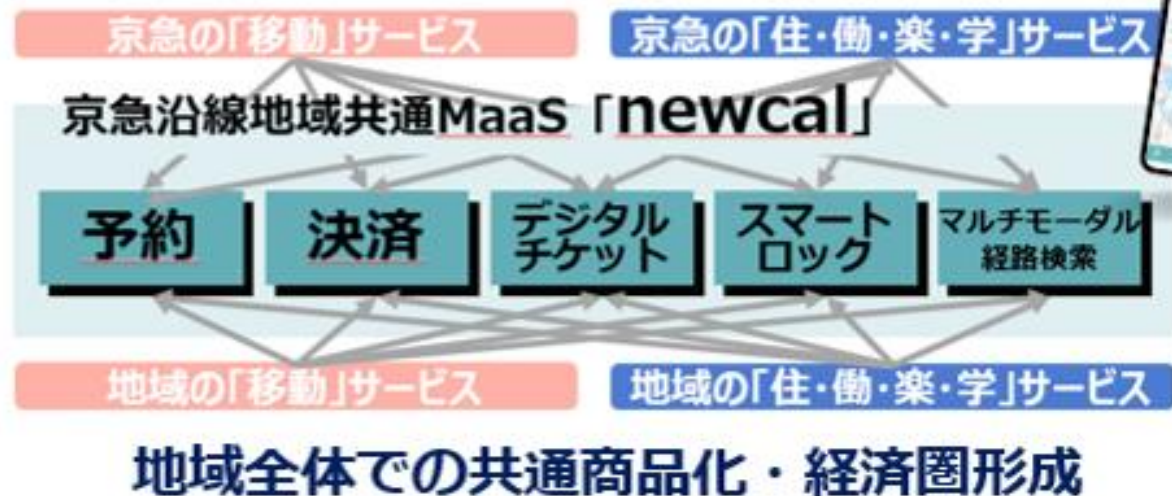 京急の「移動」サービス
京急の「住・働・楽・学」サービス
京急沿線地域共通MaaS「newcal」
予約
決済
デジタル
チケット
スマート
ロック
マルチモーダル
経路検索
地域の「移動」サービス
地域の「住・働・楽・学」サービス
地域全体での共通商品化・経済圏形成